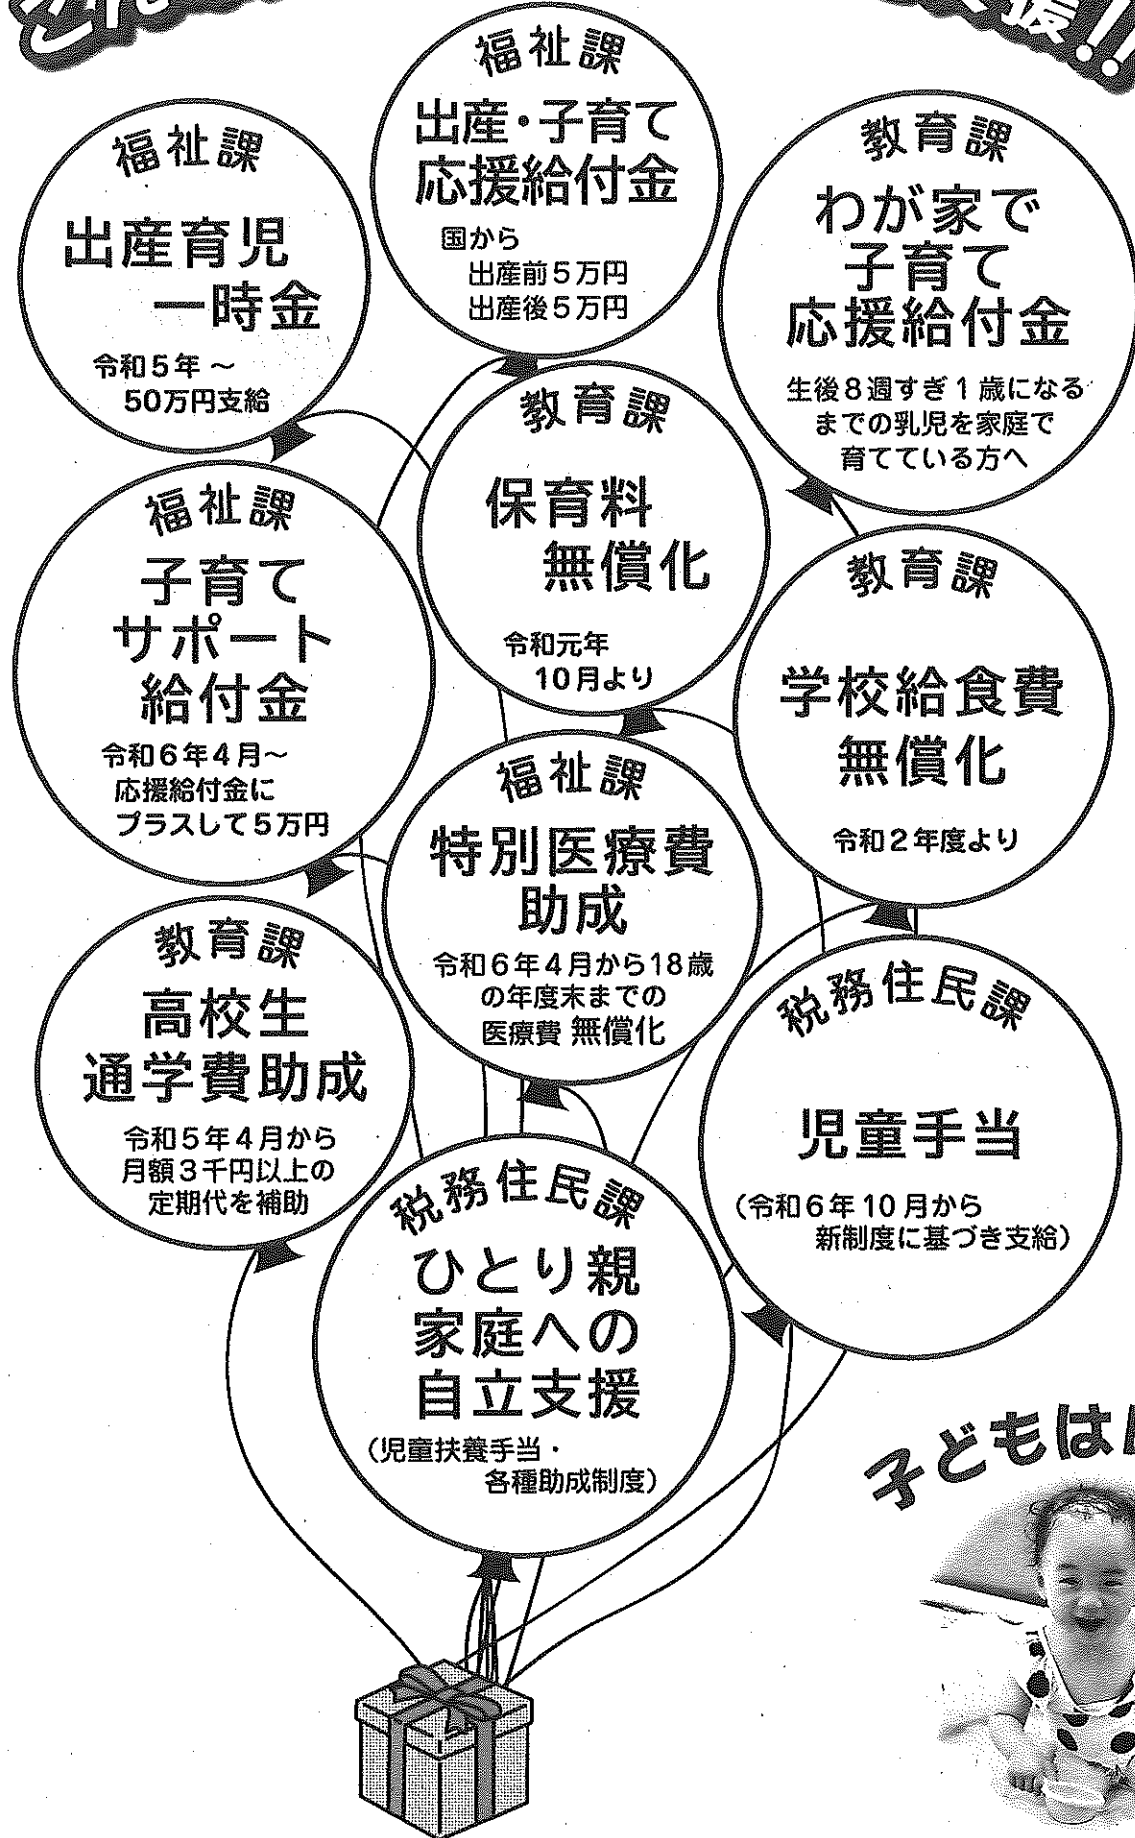 援!!
福祉課
出産・子育て
応援給付金
国から
出産前5万円
出産後5万円
福祉課
出産育児
一時金
令和5年～
50万円支給
教育課
わが家で
子育て
応援給付金
生後8週すぎ1歳になる
までの乳児を家庭で
育てている方へ
教育課
保育料
無償化
令和元年
10月より
福祉課
子育て
サポート
給付金
令和6年4月～
応援給付金に
プラスして5万円
教育課
学校給食費
無償化
令和2年度より
福祉課
特別医療費
助成
令和6年4月から18歳
の年度末までの
医療費 無償化
教育課
高校生
通学費助成
令和5年4月から
月額3千円以上の
定期代を補助
税務住民課
児童手当
（令和6年10月から
新制度に基づき支給）
税務住民課
ひとり親
家庭への
自立支援
（児童扶養手当・
各種助成制度）
子どもは